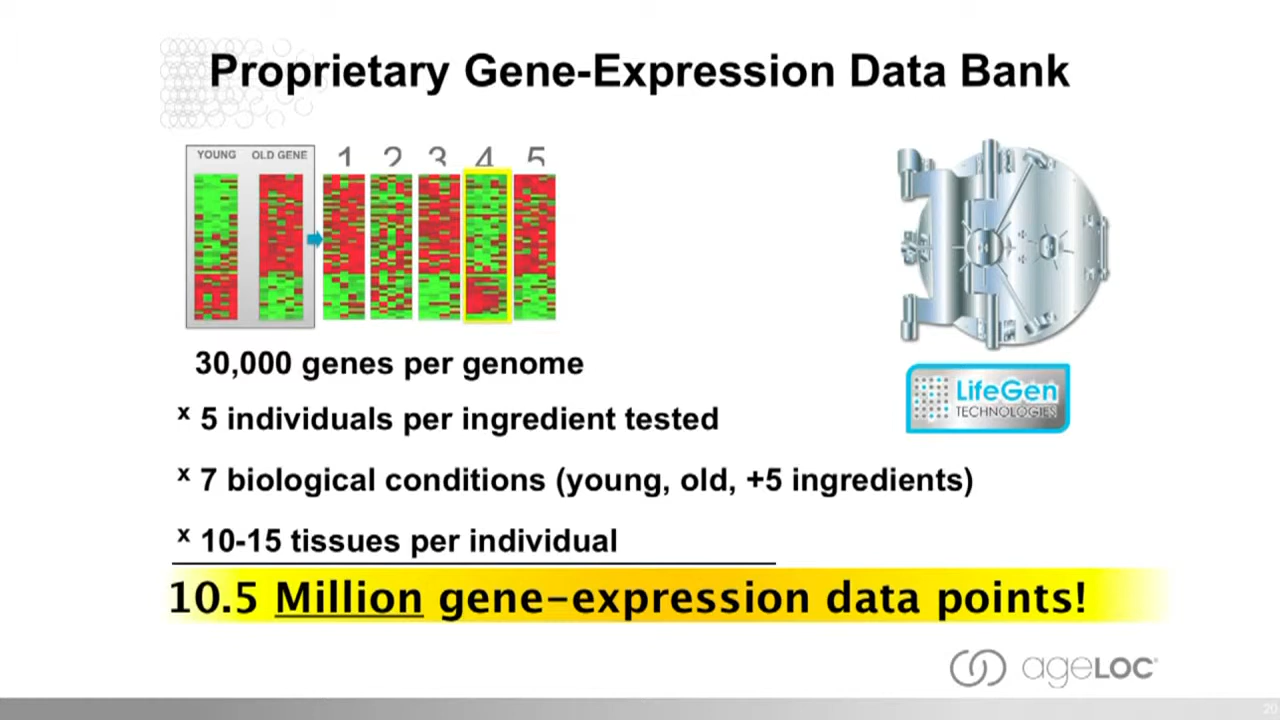 Proprietary Gene-Expression Data Bank
YOUNG OLD GENE 1 2 3 4 5
30,000 genes per genome
x 5 individuals per ingredient tested
x 7 biological conditions (young, old, +5 ingredients)
x 10-15 tissues per individual
10.5 Million gene-expression data points!
LifeGen
TECHNOLOGIES
ageLOC®
20